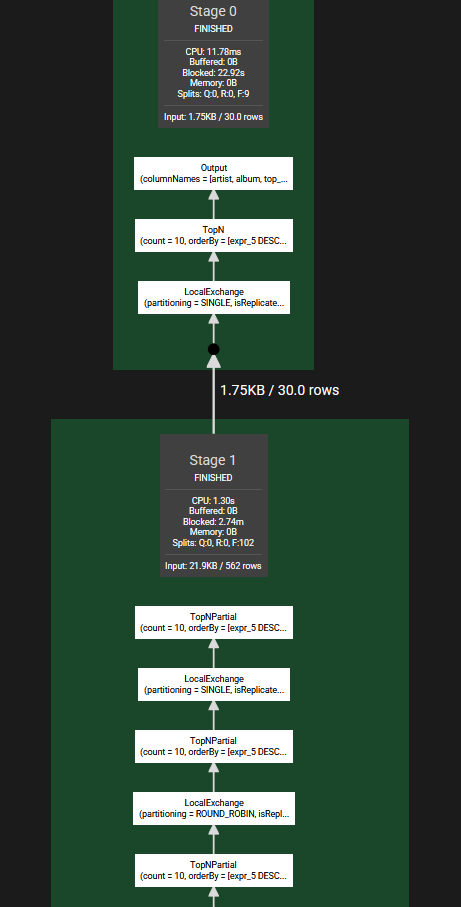 Stage 0
FINISHED
CPU: 11.78ms
Buffered: 0B
Blocked: 22.92s
Memory: 0B
Splits: Q:0, R:0, F:9
Input: 1.75KB / 30.0 rows
Output
(columnNames = [artist, album, top_...
TopN
(count = 10, orderBy = [expr_5 DESC...
LocalExchange
(partitioning = SINGLE, isReplicate...
1.75KB / 30.0 rows
Stage 1
FINISHED
CPU: 1.30s
Buffered: 0B
Blocked: 2.74m
Memory: 0B
Splits: Q:0, R:0, F:102
Input: 21.9KB / 562 rows
TopNPartial
(count = 10, orderBy = [expr_5 DESC...
LocalExchange
(partitioning = SINGLE, isReplicate...
TopNPartial
(count = 10, orderBy = [expr_5 DESC...
LocalExchange
(partitioning = ROUND_ROBIN, isRepl...
TopNPartial
(count = 10, orderBy = [expr_5 DESC...